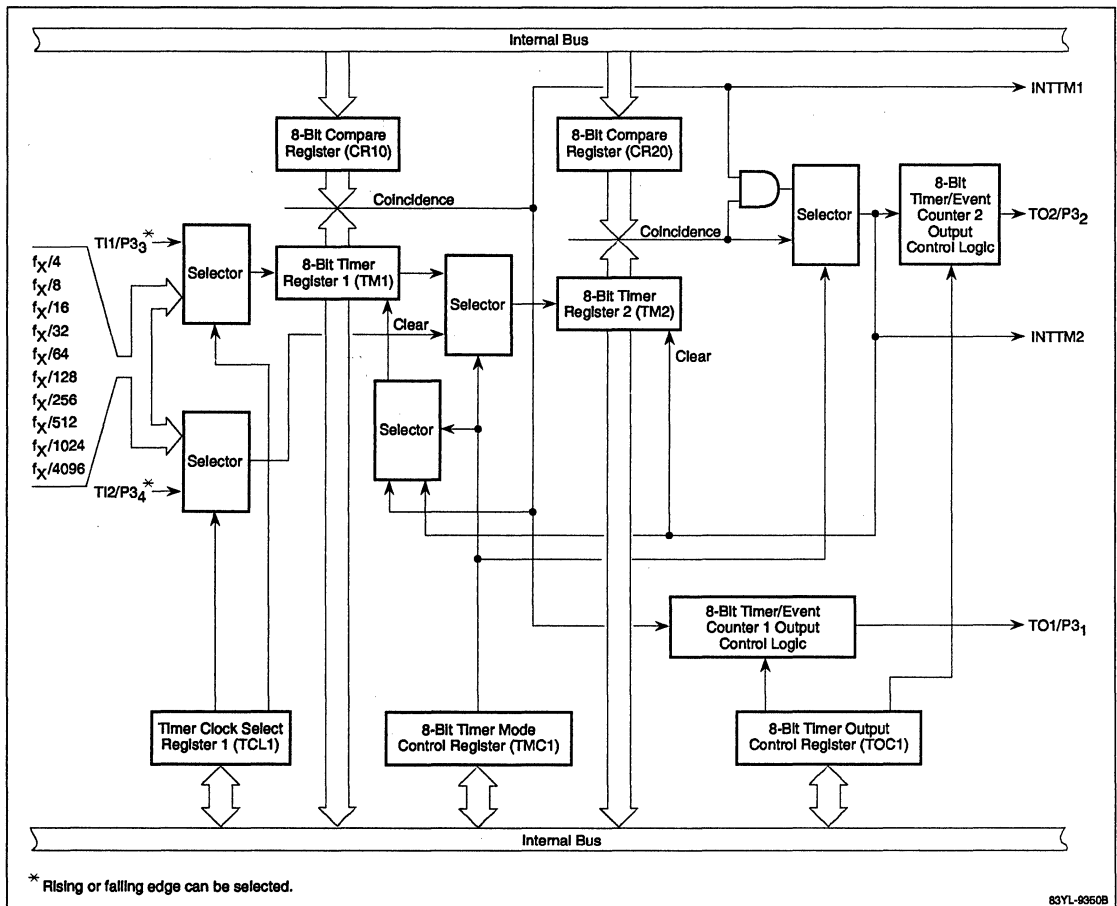 Internal Bus
INTTM1
8-Bit Compare
Register (CR10)
8-Bit Compare
Register (CR20)
Coincidence
Selector
8-Bit
Timer/Event
Counter 2
Output
Control Logic
TO2/P32
TI1/P33*
fX/4
fX/8
fX/16
fX/32
fX/64
fX/128
fX/256
fX/512
fX/1024
fX/4096
Selector
8-Bit Timer
Register 1 (TM1)
Selector
Coincidence
8-Bit Timer
Register 2 (TM2)
Clear
Clear
INTTM2
Selector
Selector
TI2/P34*
8-Bit Timer/Event
Counter 1 Output
Control Logic
TO1/P31
Timer Clock Select
Register 1 (TCL1)
8-Bit Timer Mode
Control Register (TMC1)
8-Bit Timer Output
Control Register (TOC1)
Internal Bus
* Rising or falling edge can be selected.
83YL-9360B